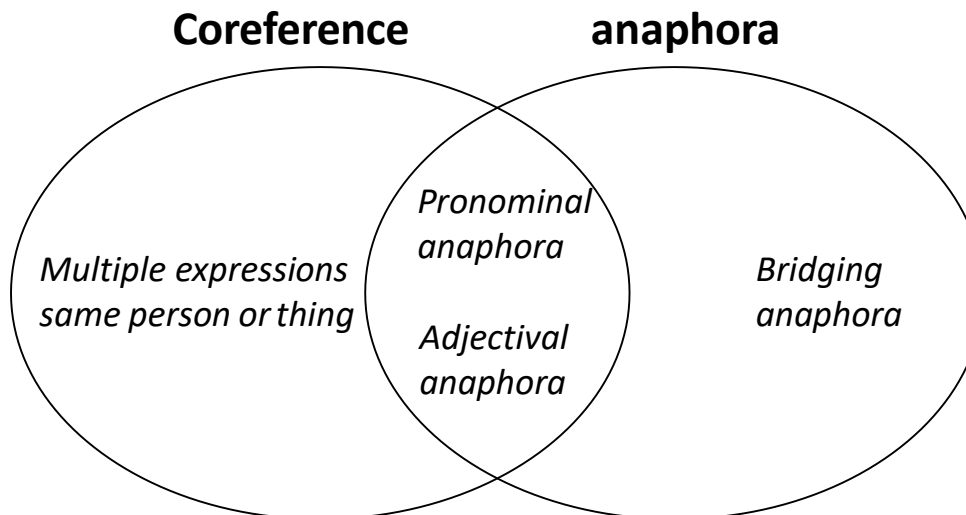 Coreference
anaphora
Multiple expressions
same person or thing
Pronominal
anaphora
Adjectival
anaphora
Bridging
anaphora